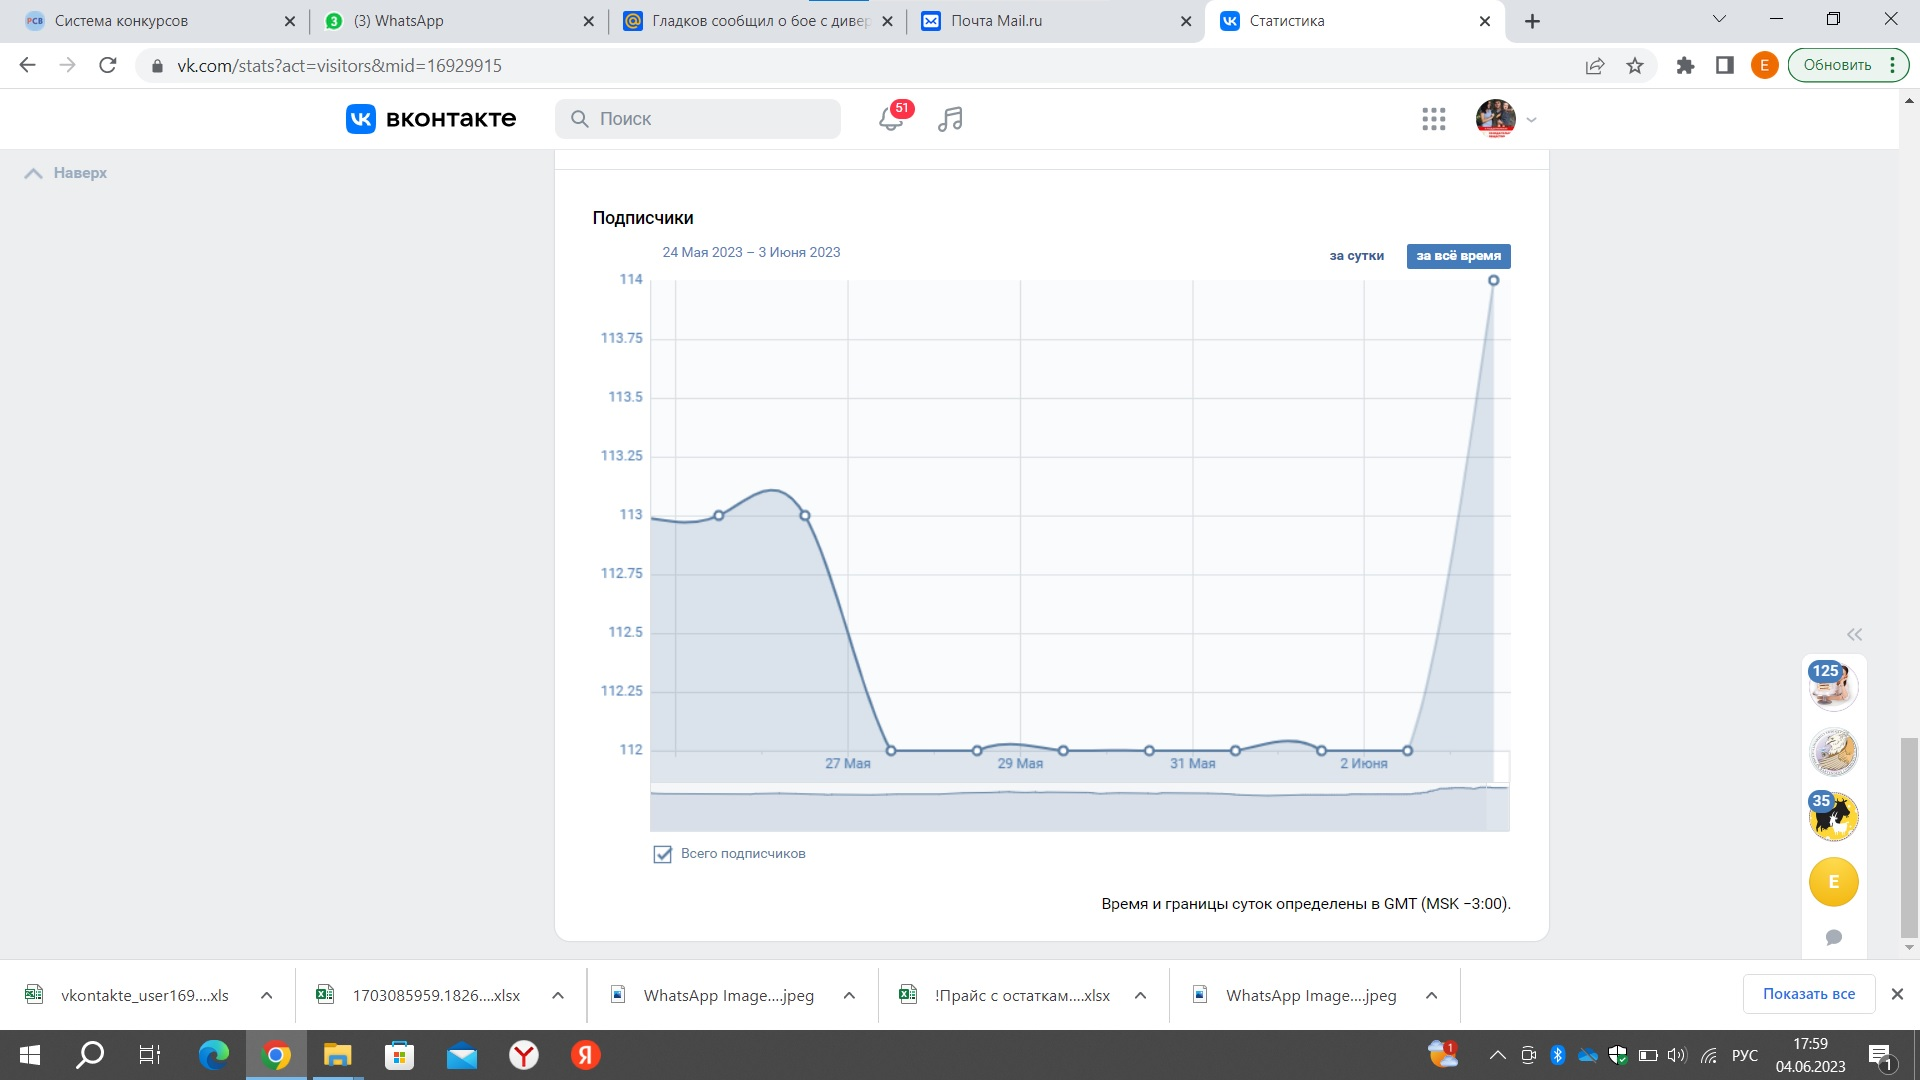 РСВ Система конкурсов
3 (3) WhatsApp
Гладков сообщил о бое с дивер
Почта Mail.ru
Статистика
vk.com/stats?act=visitors&mid=16929915
Е
Обновить
вконтакте
Поиск
51
Наверх
Подписчики
24 Мая 2023 – 3 Июня 2023
за сутки
за всё время
114
113.75
113.5
113.25
113
112.75
112.5
112.25
112
27 Мая
29 Мая
31 Мая
2 Июня
Всего подписчиков
Время и границы суток определены в GMT (MSK −3:00).
125
35
Е
vkontakte_user169....xls
1703085959.1826....xlsx
WhatsApp Image....jpeg
!Прайс с остаткам....xlsx
WhatsApp Image....jpeg
Показать все
Я
1
РУС
17:59
04.06.2023
1